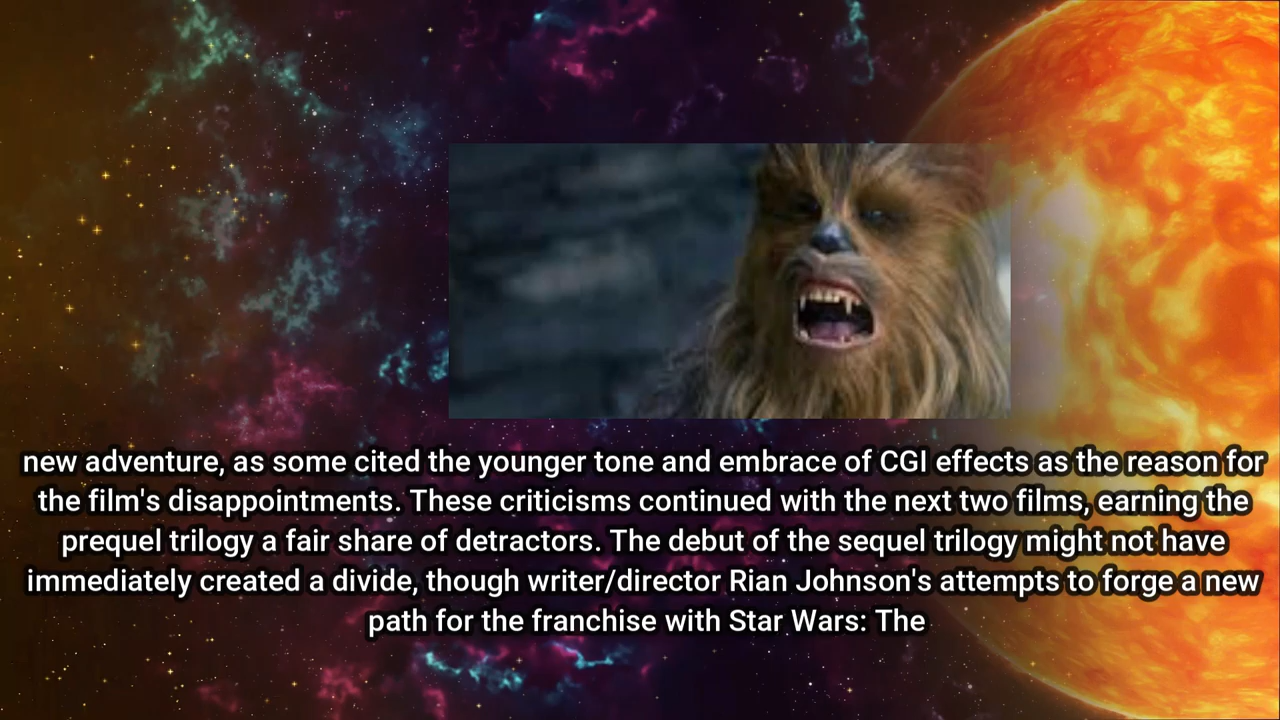 new adventure, as some cited the younger tone and embrace of CGI effects as the reason for
the film's disappointments. These criticisms continued with the next two films, earning the
prequel trilogy a fair share of detractors. The debut of the sequel trilogy might not have
immediately created a divide, though writer/director Rian Johnson's attempts to forge a new
path for the franchise with Star Wars: The